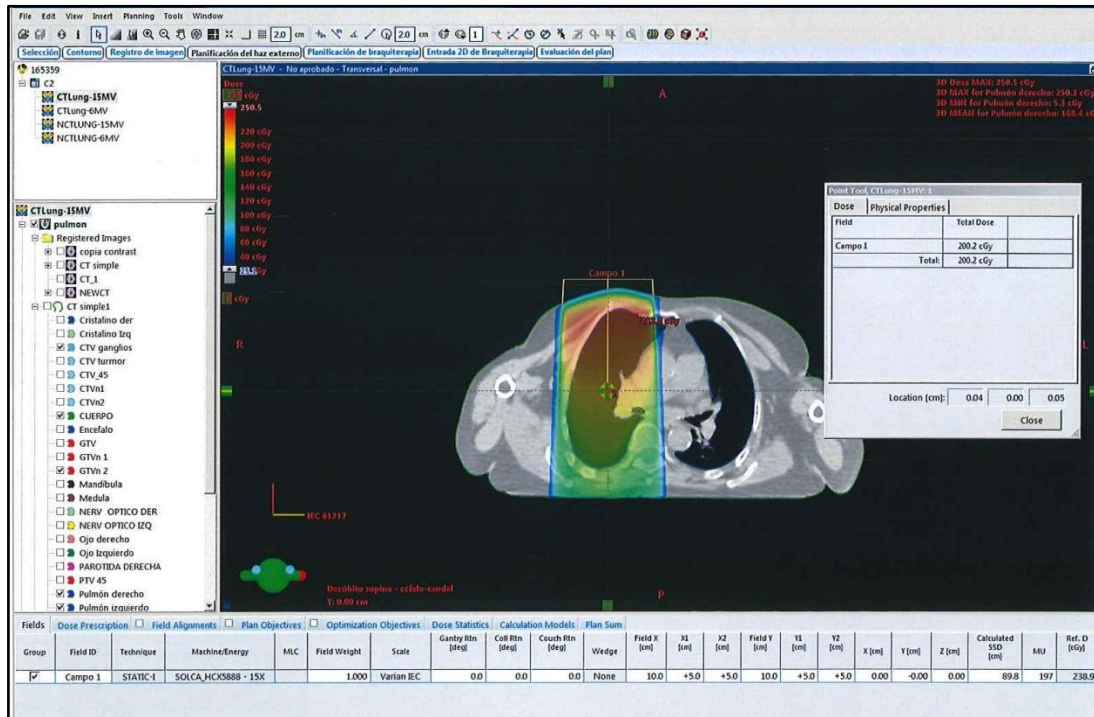 File Edit View Insert Planning Tools Window
2.0 cm 2.0 cm 1
Selección Contorno Registro de imagen Planificación del haz externo Planificación de braquiterapia Entrada 2D de Braquiterapia Evaluación del plan
165359
C2
CTLung-15MV
CTLung-6MV
NCTLUNG-15MV
NCTLUNG-6MV
CTLung-15MV
pulmon
Registered Images
copia contrast
CT simple
CT_1
NEWCT
CT simple1
Cristalino der
Cristalino Izq
CTV ganglios
CTV turmor
CTV_45
CTVn1
CTVn2
CUERPO
Encefalo
GTV
GTVn 1
GTVn 2
Mandíbula
Medula
NERV OPTICO DER
NERV OPTICO IZQ
Ojo derecho
Ojo Izquierdo
PAROTIDA DERECHA
PTV 45
Pulmón derecho
Pulmón izquierdo
CTLung-15MV - No aprobado - Transversal - pulmon
Dose
cGy
250.5
220 cGy
200 cGy
180 cGy
160 cGy
140 cGy
120 cGy
100 cGy
80 cGy
60 cGy
40 cGy
cGy
cGy
A
3D Dose MAX: 250.5 cGy
3D MAX for Pulmón derecho: 250.3 cGy
3D MIN for Pulmón derecho: 5.3 cGy
3D MEAN for Pulmón derecho: 168.4 cGy
Campo 1
R
L
P
IEC 61217
Decúbito supino - céfalo-caudal
Y: 0.00 cm
Point Tool, CTLung-15MV: 1
Dose Physical Properties
Field Total Dose
Campo 1 200.2 cGy
Total: 200.2 cGy
Location [cm]: 0.04 0.00 0.05
Close
Fields Dose Prescription Field Alignments Plan Objectives Optimization Objectives Dose Statistics Calculation Models Plan Sum
Group Field ID Technique Machine/Energy MLC Field Weight Scale Gantry Rtn [deg] Coll Rtn [deg] Couch Rtn [deg] Wedge Field X [cm] X1 [cm] X2 [cm] Field Y [cm] Y1 [cm] Y2 [cm] X [cm] Y [cm] Z [cm] Calculated SSD [cm] MU Ref. D [cGy]
Campo 1 STATIC-I SOLCA_HCX5888 - 15X 1.000 Varian IEC 0.0 0.0 0.0 None 10.0 +5.0 +5.0 10.0 +5.0 +5.0 0.00 -0.00 0.00 89.8 197 238.9